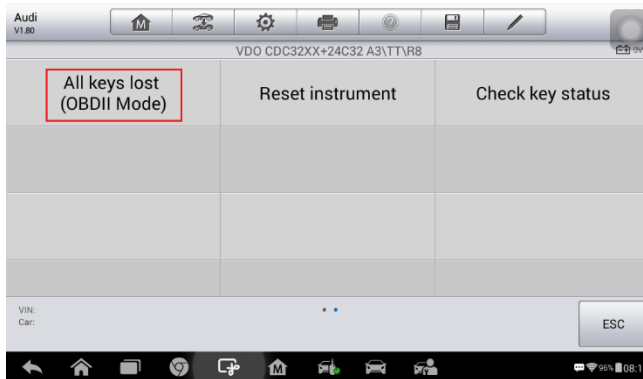 Audi
V1.80
VDO CDC32XX+24C32 A3\TT\R8
All keys lost
(OBDII Mode)
Reset instrument
Check key status
VIN:
Car:
ESC
96%